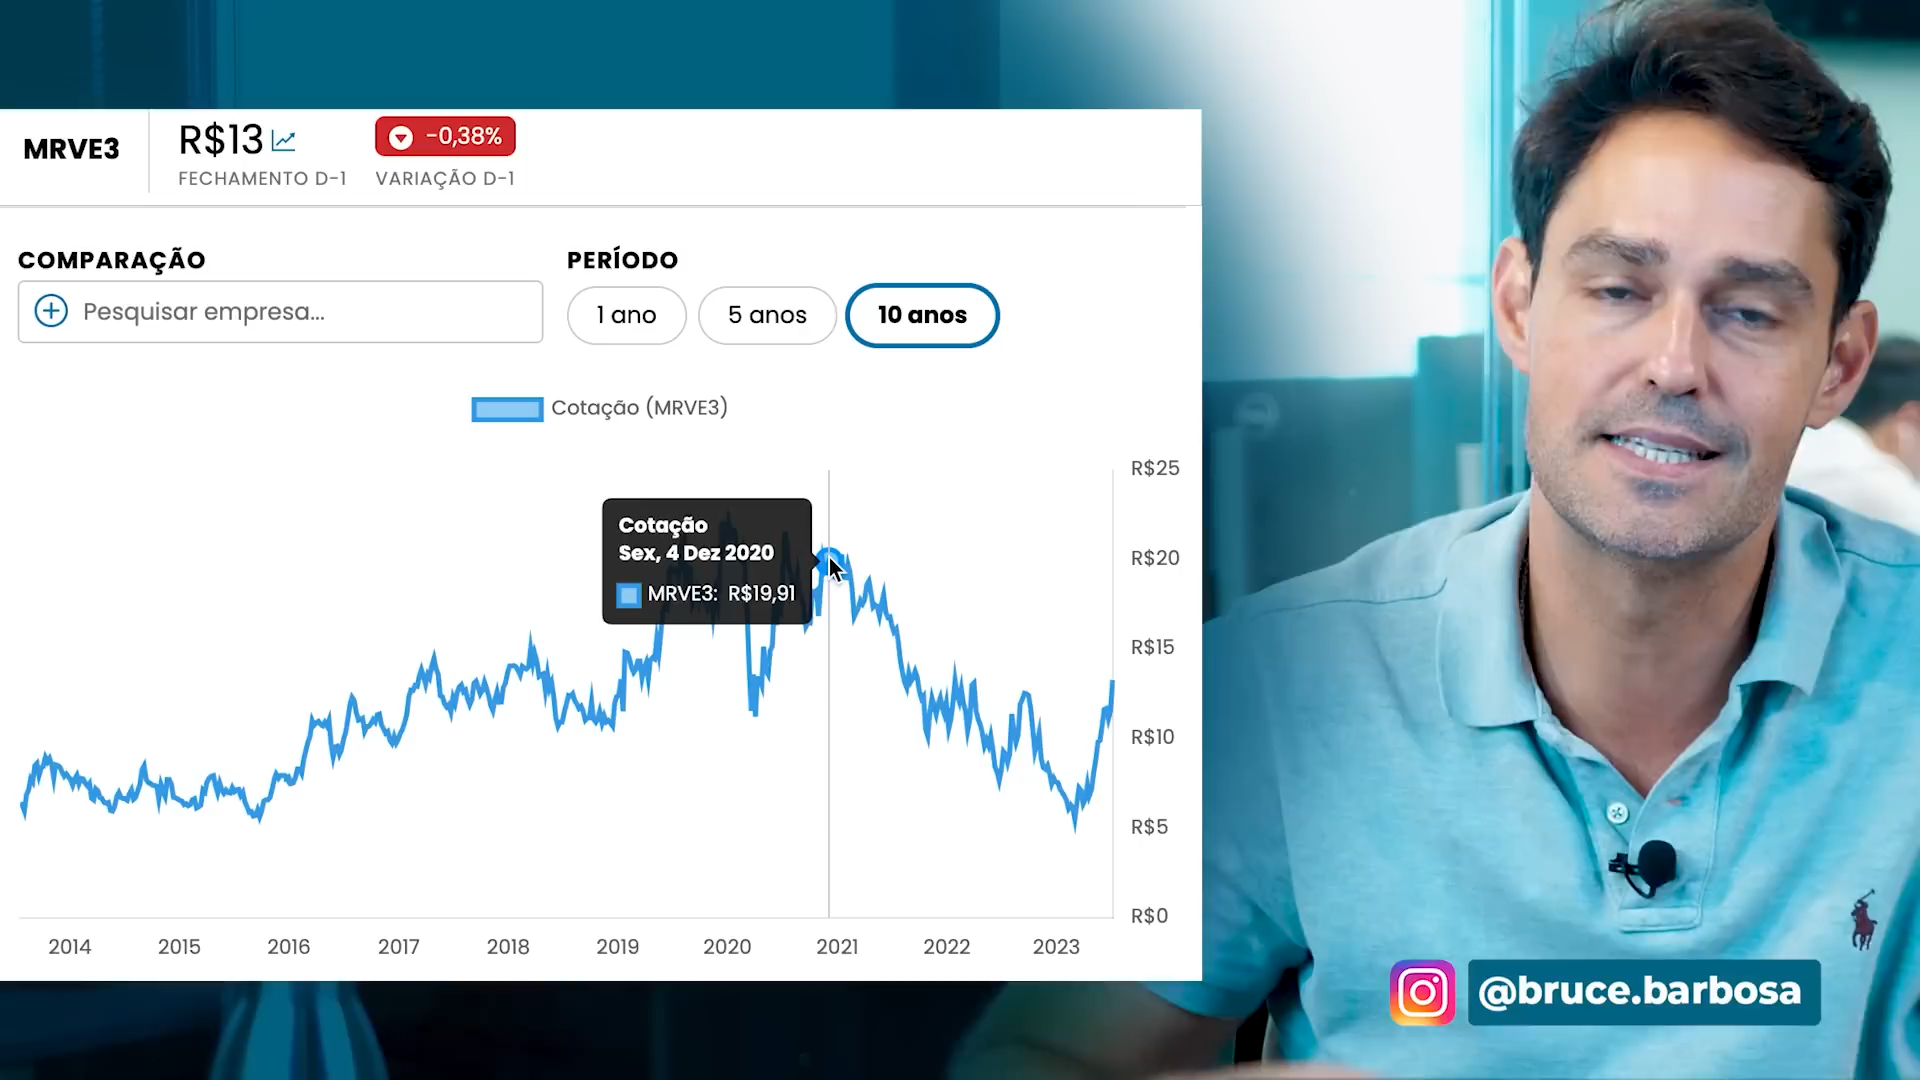 MRVE3
R$13
-0,38%
FECHAMENTO D-1
VARIAÇÃO D-1
COMPARAÇÃO
PERÍODO
Pesquisar empresa...
1 ano
5 anos
10 anos
Cotação (MRVE3)
R$25
R$20
R$15
R$10
R$5
R$0
Cotação
Sex, 4 Dez 2020
MRVE3: R$19,91
2014 2015 2016 2017 2018 2019 2020 2021 2022 2023
@bruce.barbosa